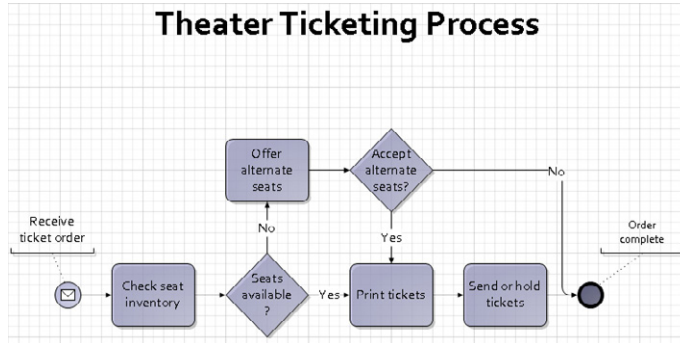 Theater Ticketing Process
Offer
alternate
seats
Accept
alternate
seats?
No
Receive
ticket order
No
Yes
Order
complete
Check seat
inventory
Seats
available
?
Yes
Print tickets
Send or hold
tickets